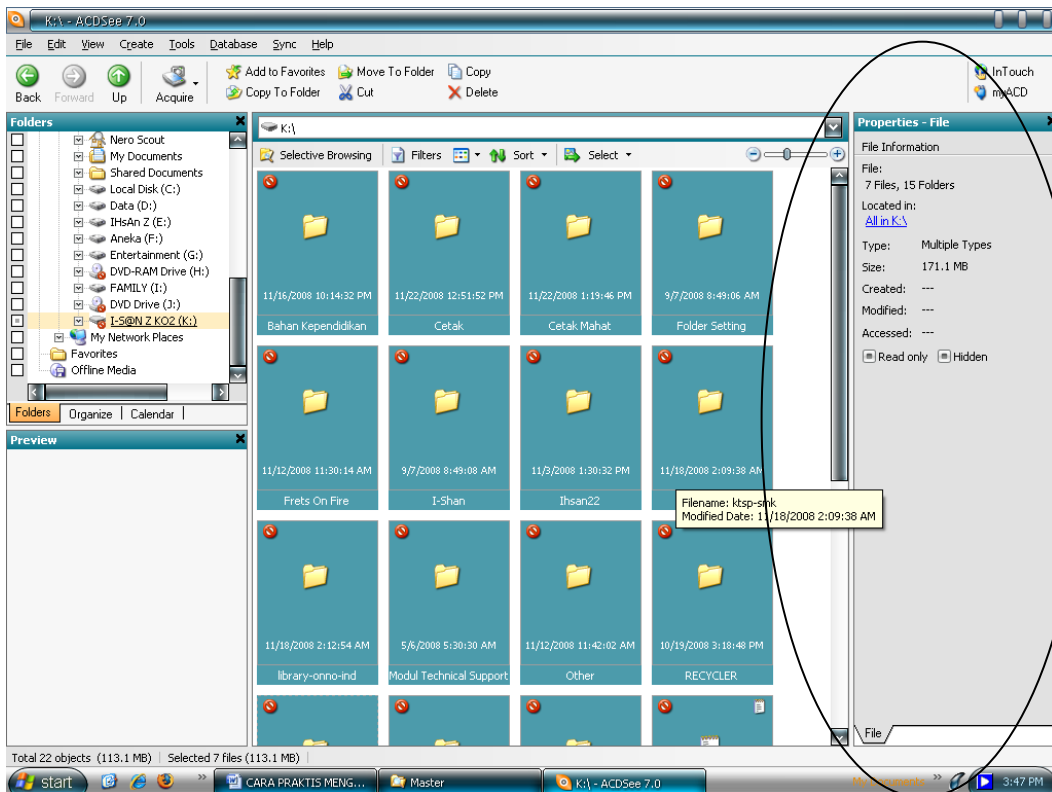 K:\ - ACDSee 7.0
File Edit View Create Tools Database Sync Help
Back Forward Up Acquire
Add to Favorites Move To Folder Copy
Copy To Folder Cut Delete
InTouch
myACD
Folders
Nero Scout
My Documents
Shared Documents
Local Disk (C:)
Data (D:)
IHsAn Z (E:)
Aneka (F:)
Entertainment (G:)
DVD-RAM Drive (H:)
FAMILY (I:)
DVD Drive (J:)
I-S@N Z KO2 (K:)
My Network Places
Favorites
Offline Media
Folders Organize Calendar
Preview
K:\
Selective Browsing Filters Sort Select
11/16/2008 10:14:32 PM 11/22/2008 12:51:52 PM 11/22/2008 1:19:46 PM 9/7/2008 8:49:06 AM
Bahan Kependidikan Cetak Cetak Mahat Folder Setting
11/12/2008 11:30:14 AM 9/7/2008 8:49:08 AM 11/3/2008 1:30:32 PM 11/18/2008 2:09:38 AM
Frets On Fire I-Shan Ihsan22
Filename: ktsp-smk
Modified Date: 11/18/2008 2:09:38 AM
11/18/2008 2:12:54 AM 5/6/2008 5:30:30 AM 11/12/2008 11:42:02 AM 10/19/2008 3:18:48 PM
library-onno-ind Modul Technical Support Other RECYCLER
Properties - File
File Information
File:
7 Files, 15 Folders
Located in:
All in K:\
Type: Multiple Types
Size: 171.1 MB
Created: ---
Modified: ---
Accessed: ---
Read only Hidden
File
Total 22 objects (113.1 MB) Selected 7 files (113.1 MB)
start » CARA PRAKTIS MENG... Master K:\ - ACDSee 7.0 » 3:47 PM